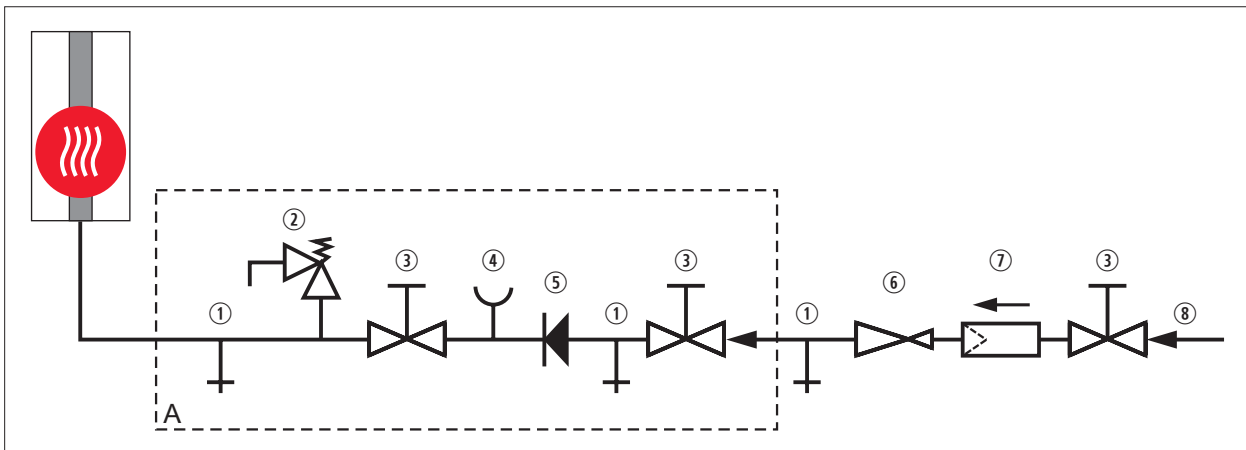 ②
③ ④ ③ ⑦ ③
⑤ ⑥
① ① ① ⑧
A